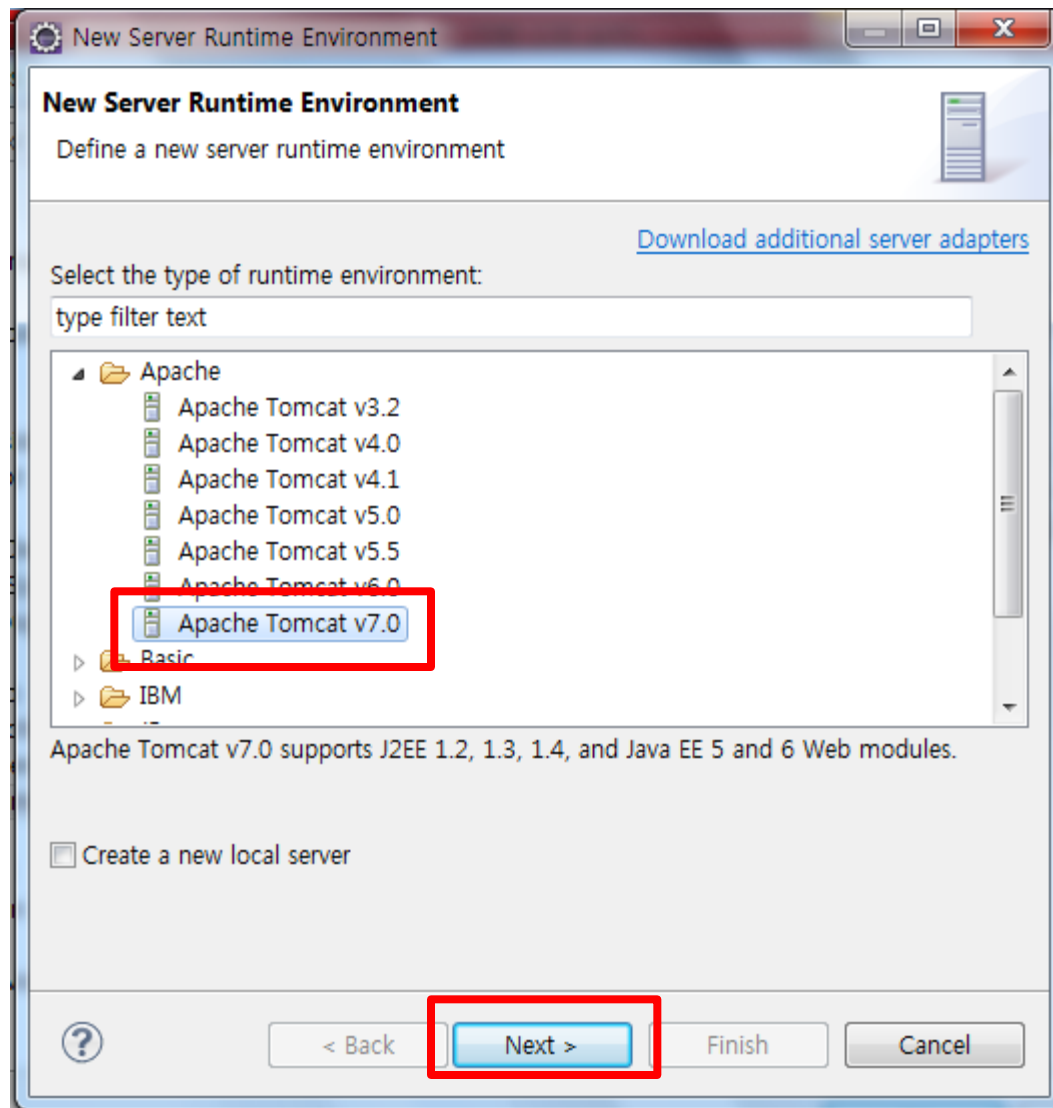 New Server Runtime Environment
New Server Runtime Environment
Define a new server runtime environment
Download additional server adapters
Select the type of runtime environment:
type filter text
Apache
Apache Tomcat v3.2
Apache Tomcat v4.0
Apache Tomcat v4.1
Apache Tomcat v5.0
Apache Tomcat v5.5
Apache Tomcat v6.0
Apache Tomcat v7.0
Basic
IBM
Apache Tomcat v7.0 supports J2EE 1.2, 1.3, 1.4, and Java EE 5 and 6 Web modules.
Create a new local server
?
< Back
Next >
Finish
Cancel